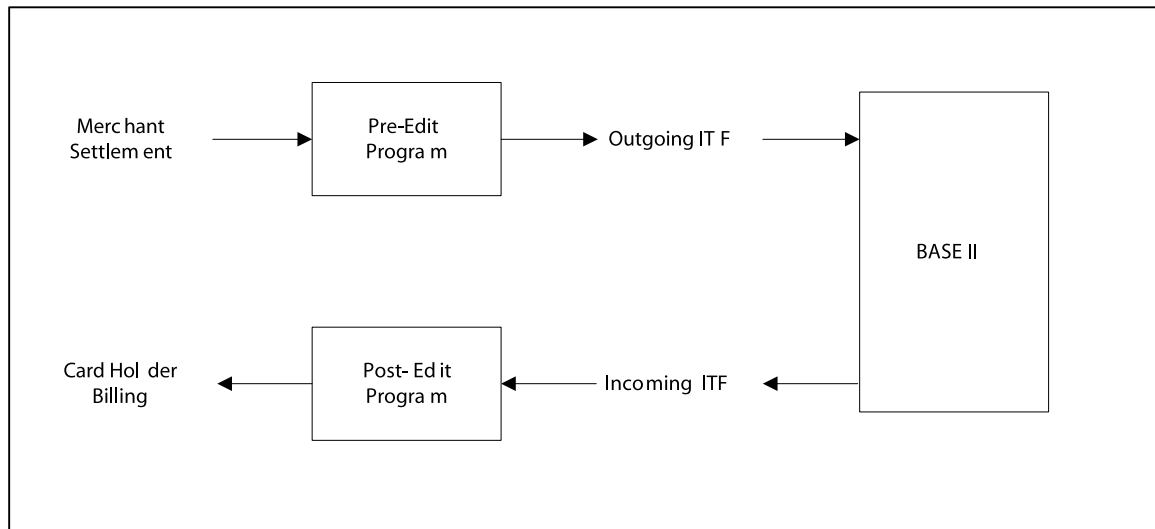 Merc hant
Settlem ent
Pre-Edit
Progra m
Outgoing IT F
BASE II
Card Hol der
Billing
Post- Ed it
Progra m
Incoming ITF